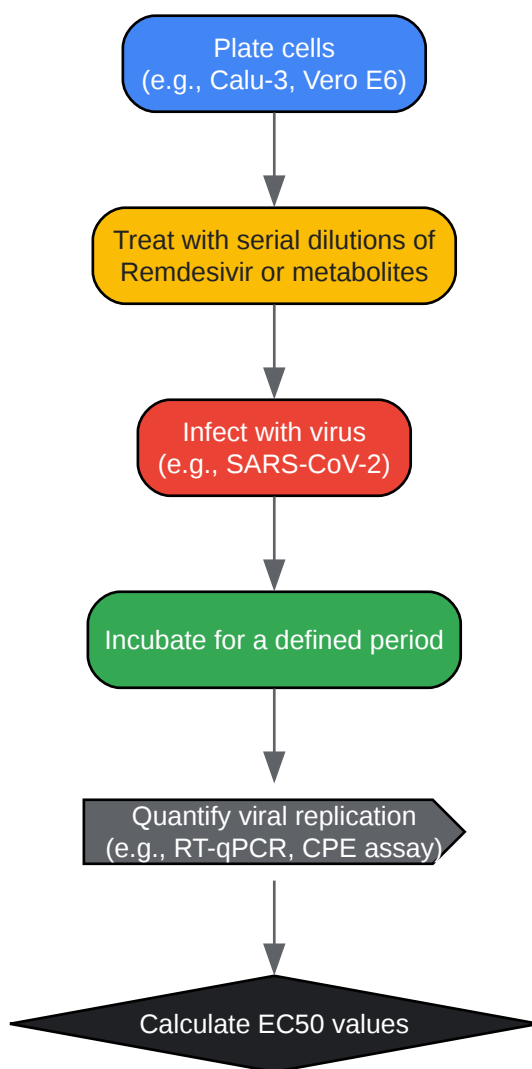 Plate cells
(e.g., Calu-3, Vero E6)
Treat with serial dilutions of
Remdesivir or metabolites
Infect with virus
(e.g., SARS-CoV-2)
Incubate for a defined period
Quantify viral replication
(e.g., RT-qPCR, CPE assay)
Calculate EC50 values